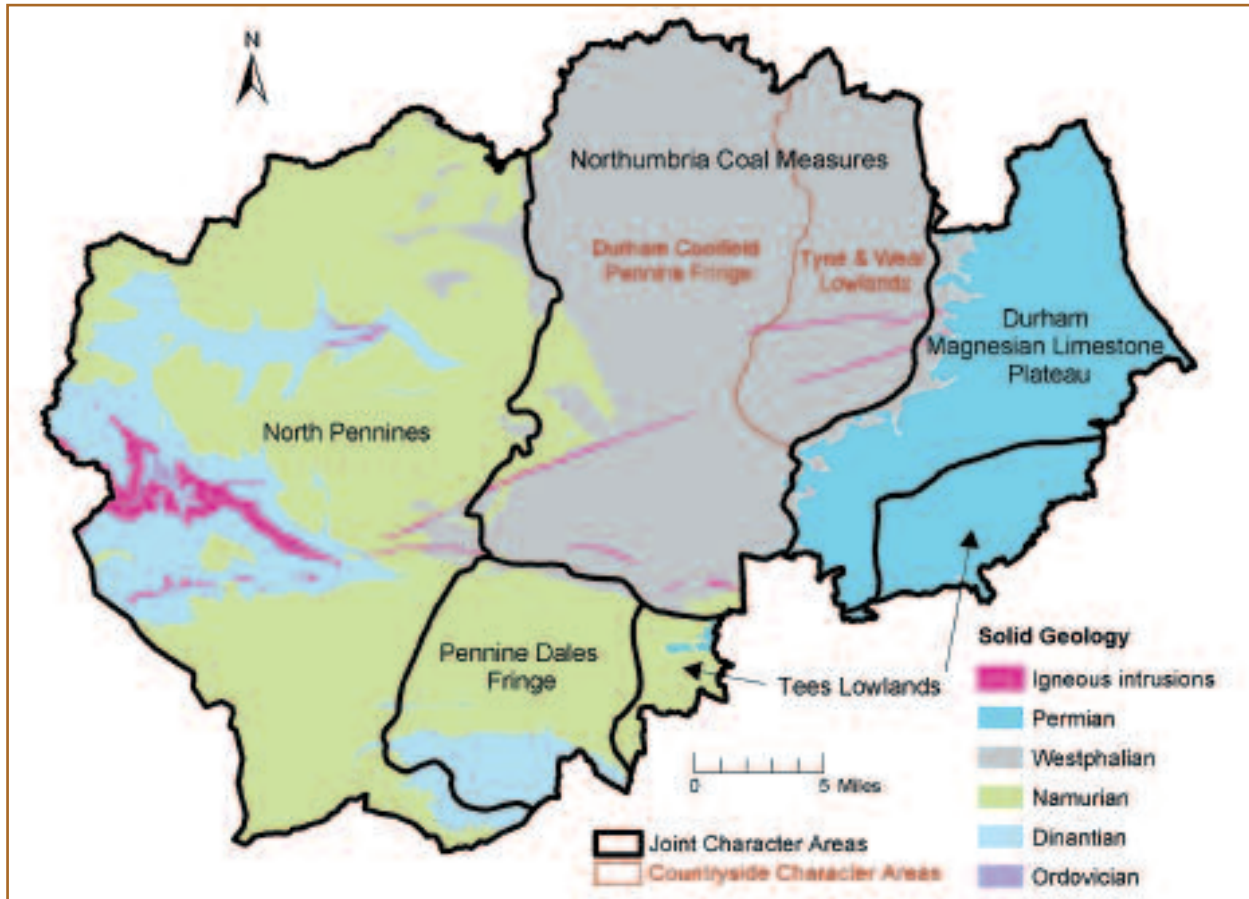 N
Northumbria Coal Measures
Durham Coalfield
Pennine Fringe
Tyne & Wear
Lowlands
Durham
Magnesian Limestone
Plateau
North Pennines
Pennine Dales
Fringe
Tees Lowlands
0 5 Miles
Joint Character Areas
Countryside Character Areas
Solid Geology
Igneous intrusions
Permian
Westphalian
Namurian
Dinantian
Ordovician